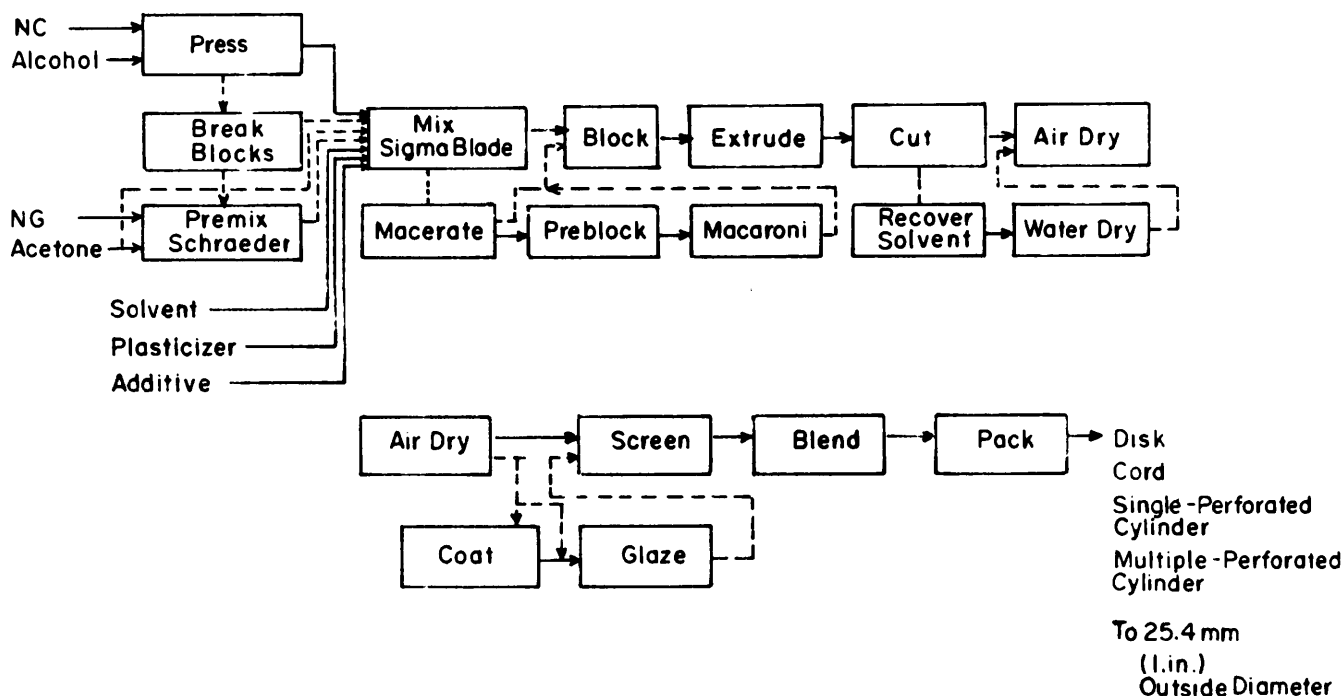 NC
Alcohol
Press
Break
Blocks
NG
Acetone
Premix
Schraeder
Solvent
Plasticizer
Additive
Mix
SigmaBlade
Block
Extrude
Cut
Air Dry
Macerate
Preblock
Macaroni
Recover
Solvent
Water Dry
Air Dry
Screen
Blend
Pack
Coat
Glaze
Disk
Cord
Single-Perforated
Cylinder
Multiple-Perforated
Cylinder
To 25.4 mm
(1.in.)
Outside Diameter